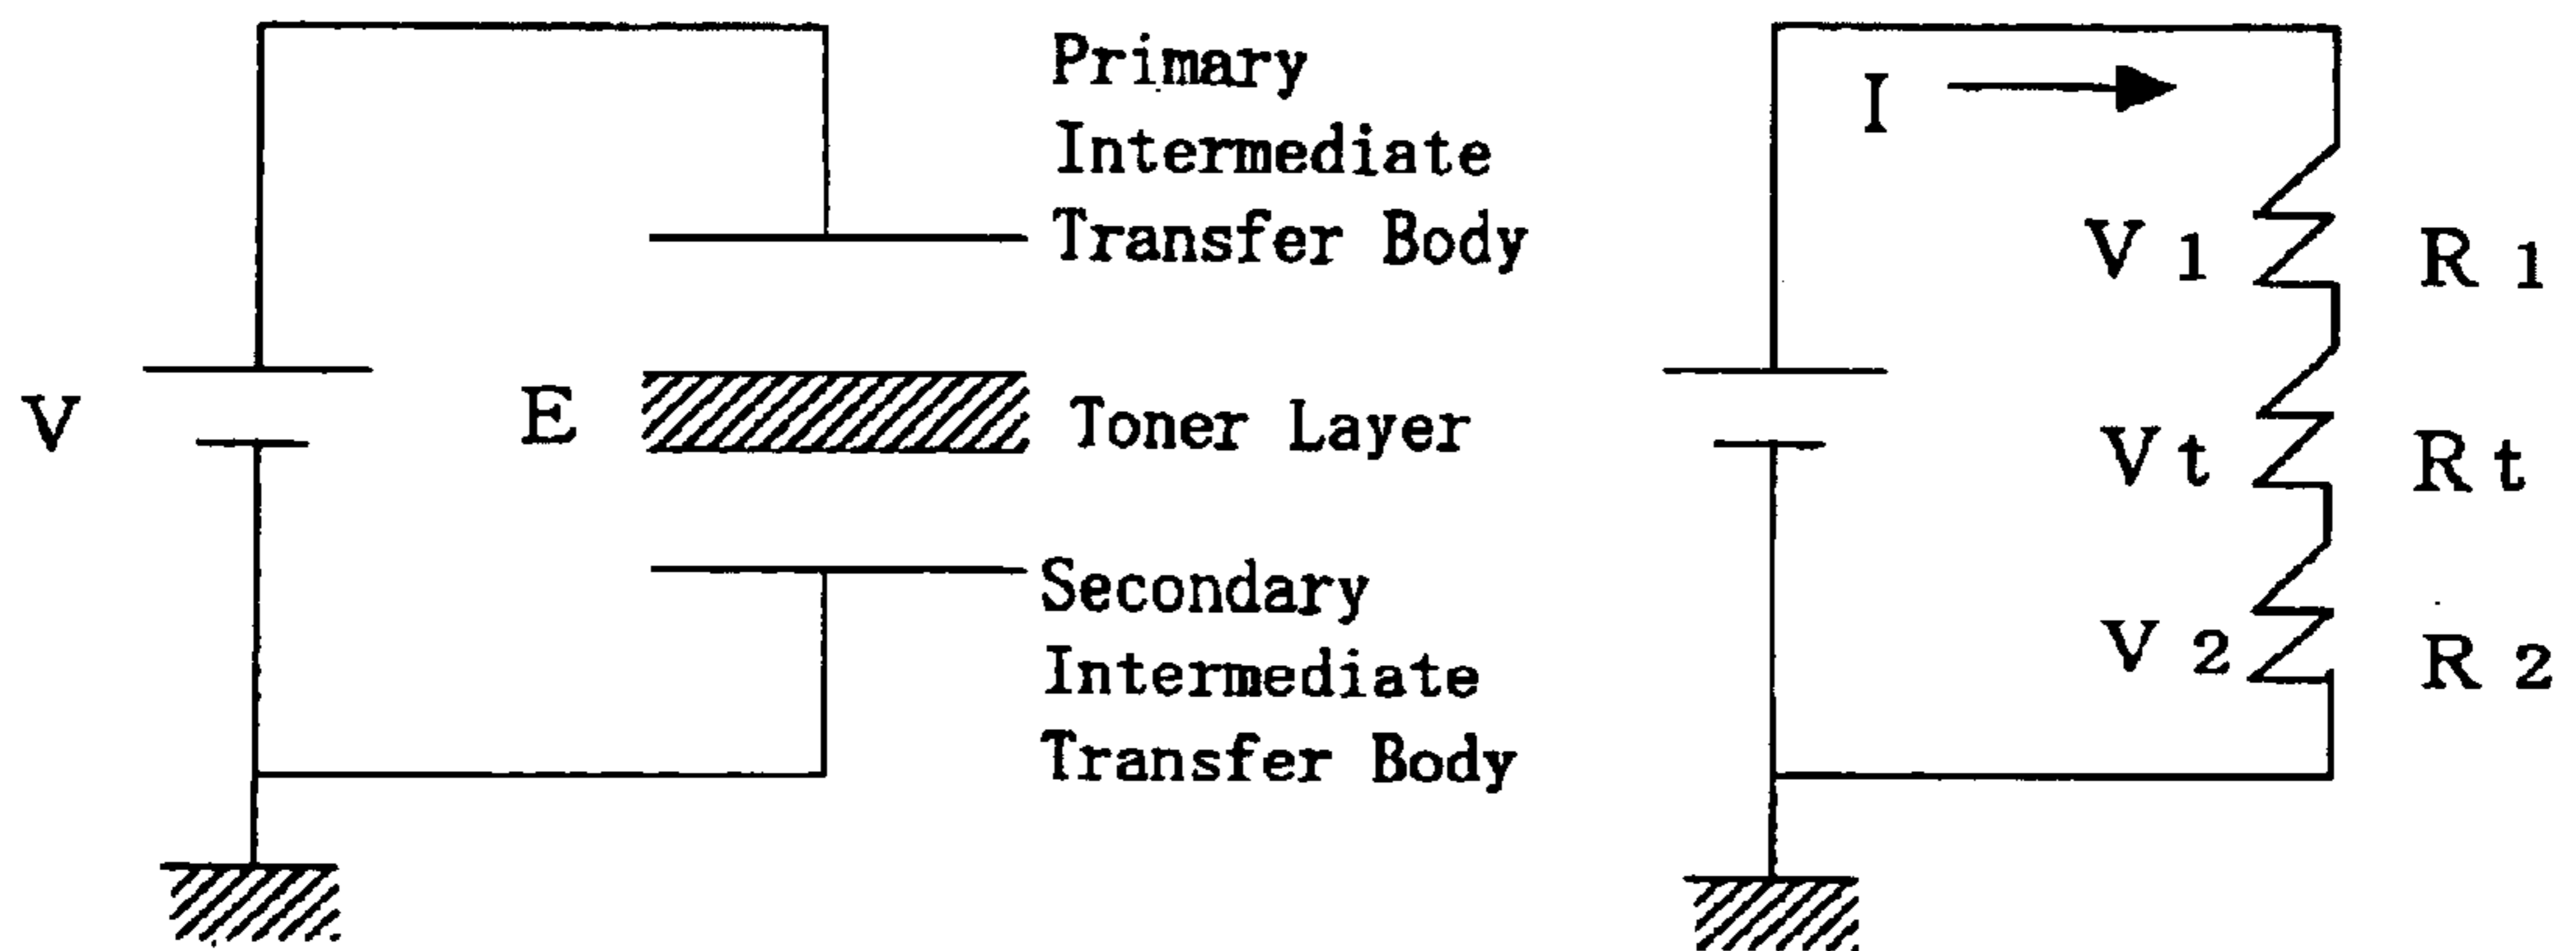 Primary
Intermediate
Transfer Body
V
E
Toner Layer
Secondary
Intermediate
Transfer Body
I
V 1
R 1
V t
R t
V 2
R 2